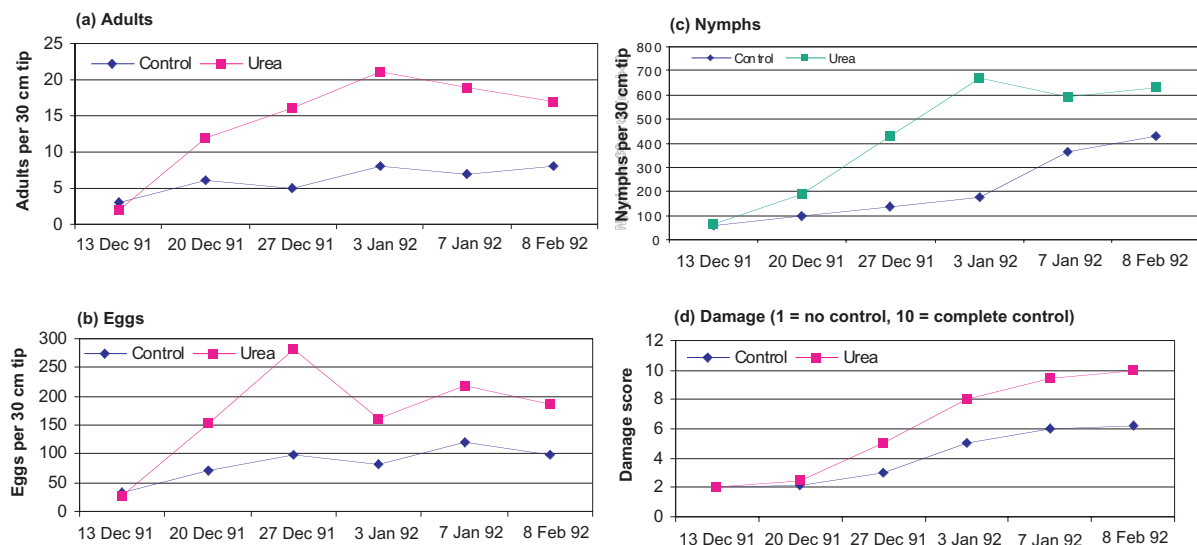 (a) Adults
Adults per 30 cm tip
25
20
15
10
5
0
Control
Urea
13 Dec 91 20 Dec 91 27 Dec 91 3 Jan 92 7 Jan 92 8 Feb 92
(b) Eggs
Eggs per 30 cm tip
300
250
200
150
100
50
0
Control
Urea
13 Dec 91 20 Dec 91 27 Dec 91 3 Jan 92 7 Jan 92 8 Feb 92
(c) Nymphs
Nymphs per 30 cm tip
800
700
600
500
400
300
200
100
0
Control
Urea
13 Dec 91 20 Dec 91 27 Dec 91 3 Jan 92 7 Jan 92 8 Feb 92
(d) Damage (1 = no control, 10 = complete control)
Damage score
12
10
8
6
4
2
0
Control
Urea
13 Dec 91 20 Dec 91 27 Dec 91 3 Jan 92 7 Jan 92 8 Feb 92